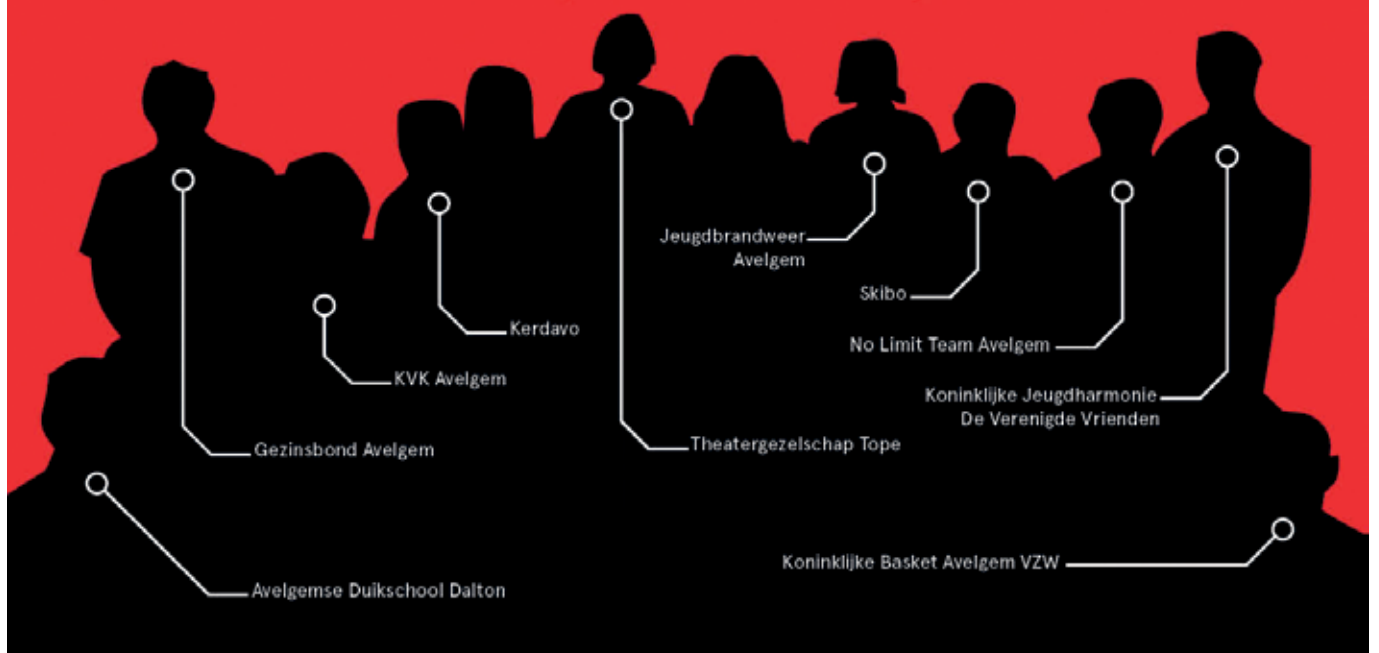 Jeugdbrandweer
Avelgem
Skibo
Kerdavo
No Limit Team Avelgem
KVK Avelgem
Koninklijke Jeugdharmonie
De Verenigde Vrienden
Gezinsbond Avelgem
Theatergezelschap Tope
Koninklijke Basket Avelgem VZW
Avelgemse Duikschool Dalton